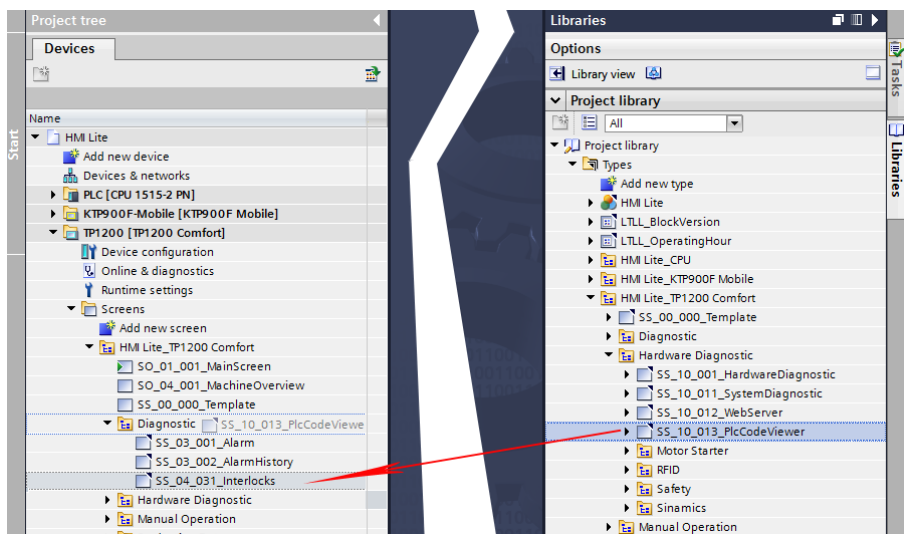 Project tree
Devices
Name
HMI Lite
Add new device
Devices & networks
PLC [CPU 1515-2 PN]
KTP900F-Mobile [KTP900F Mobile]
TP1200 [TP1200 Comfort]
Device configuration
Online & diagnostics
Runtime settings
Screens
Add new screen
HMI Lite_TP1200 Comfort
SO_01_001_MainScreen
SO_04_001_MachineOverview
SS_00_000_Template
Diagnostic SS_10_013_PlcCodeViewe
SS_03_001_Alarm
SS_03_002_AlarmHistory
SS_04_031_Interlocks
Hardware Diagnostic
Manual Operation
Start
Libraries
Options
Library view
Project library
All
Project library
Types
Add new type
HMI Lite
LTLL_BlockVersion
LTLL_OperatingHour
HMI Lite_CPU
HMI Lite_KTP900F Mobile
HMI Lite_TP1200 Comfort
SS_00_000_Template
Diagnostic
Hardware Diagnostic
SS_10_001_HardwareDiagnostic
SS_10_011_SystemDiagnostic
SS_10_012_WebServer
SS_10_013_PlcCodeViewer
Motor Starter
RFID
Safety
Sinamics
Manual Operation
Tasks
Libraries